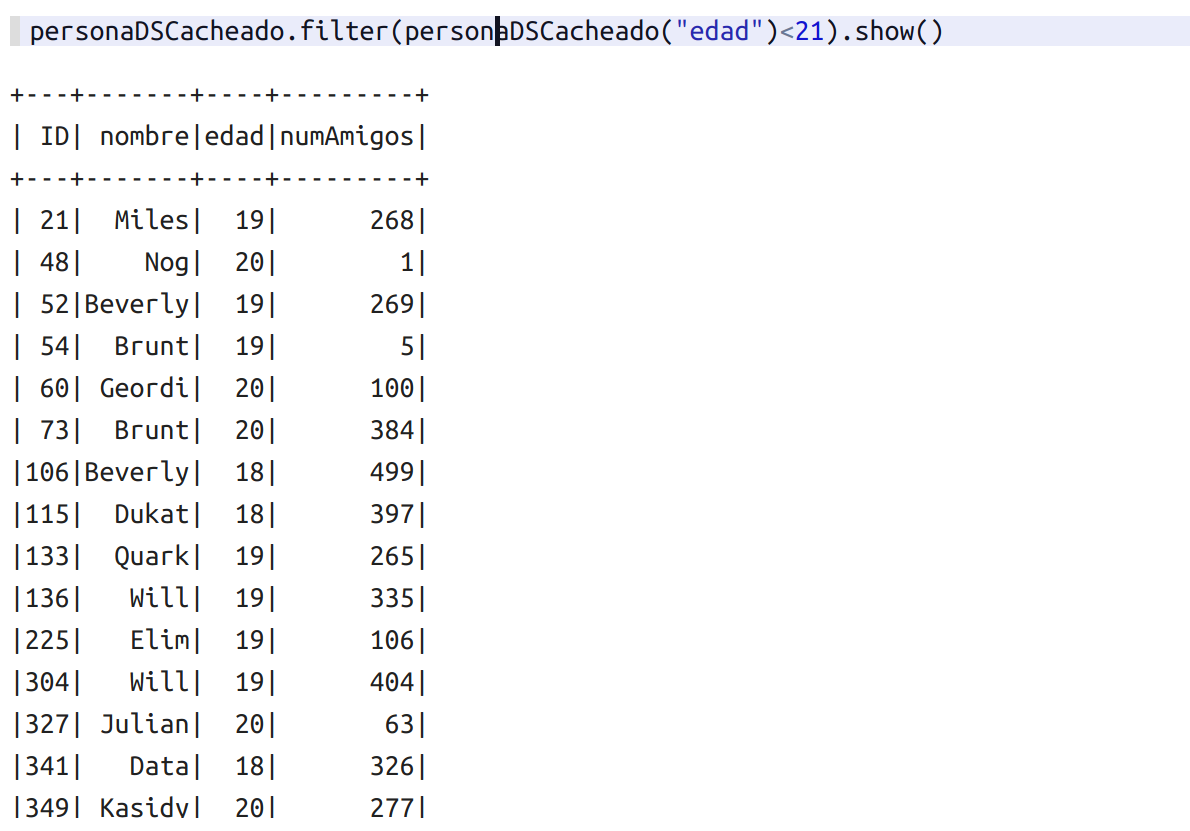 personaDSCacheado.filter(personaDSCacheado("edad")<21).show()
+---+-------+----+---------+
| ID| nombre|edad|numAmigos|
+---+-------+----+---------+
| 21|  Miles|  19|      268|
| 48|    Nog|  20|        1|
| 52|Beverly|  19|      269|
| 54|  Brunt|  19|        5|
| 60| Geordi|  20|      100|
| 73|  Brunt|  20|      384|
|106|Beverly|  18|      499|
|115|  Dukat|  18|      397|
|133|  Quark|  19|      265|
|136|   Will|  19|      335|
|225|   Elim|  19|      106|
|304|   Will|  19|      404|
|327| Julian|  20|       63|
|341|   Data|  18|      326|
|349| Kasidy|  20|      277|